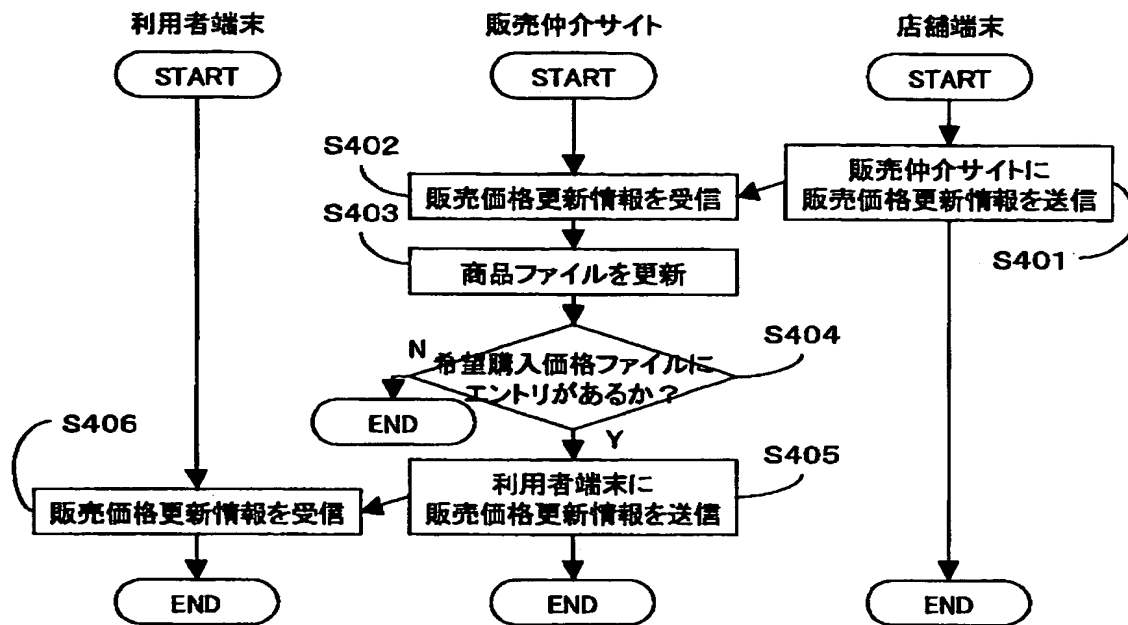 利用者端末
販売仲介サイト
店舗端末
START
START
START
S402
販売仲介サイトに
販売価格更新情報を送信
販売価格更新情報を受信
S403
S401
商品ファイルを更新
S404
N
希望購入価格ファイルに
エントリがあるか?
END
Y
S406
S405
利用者端末に
販売価格更新情報を送信
販売価格更新情報を受信
END
END
END